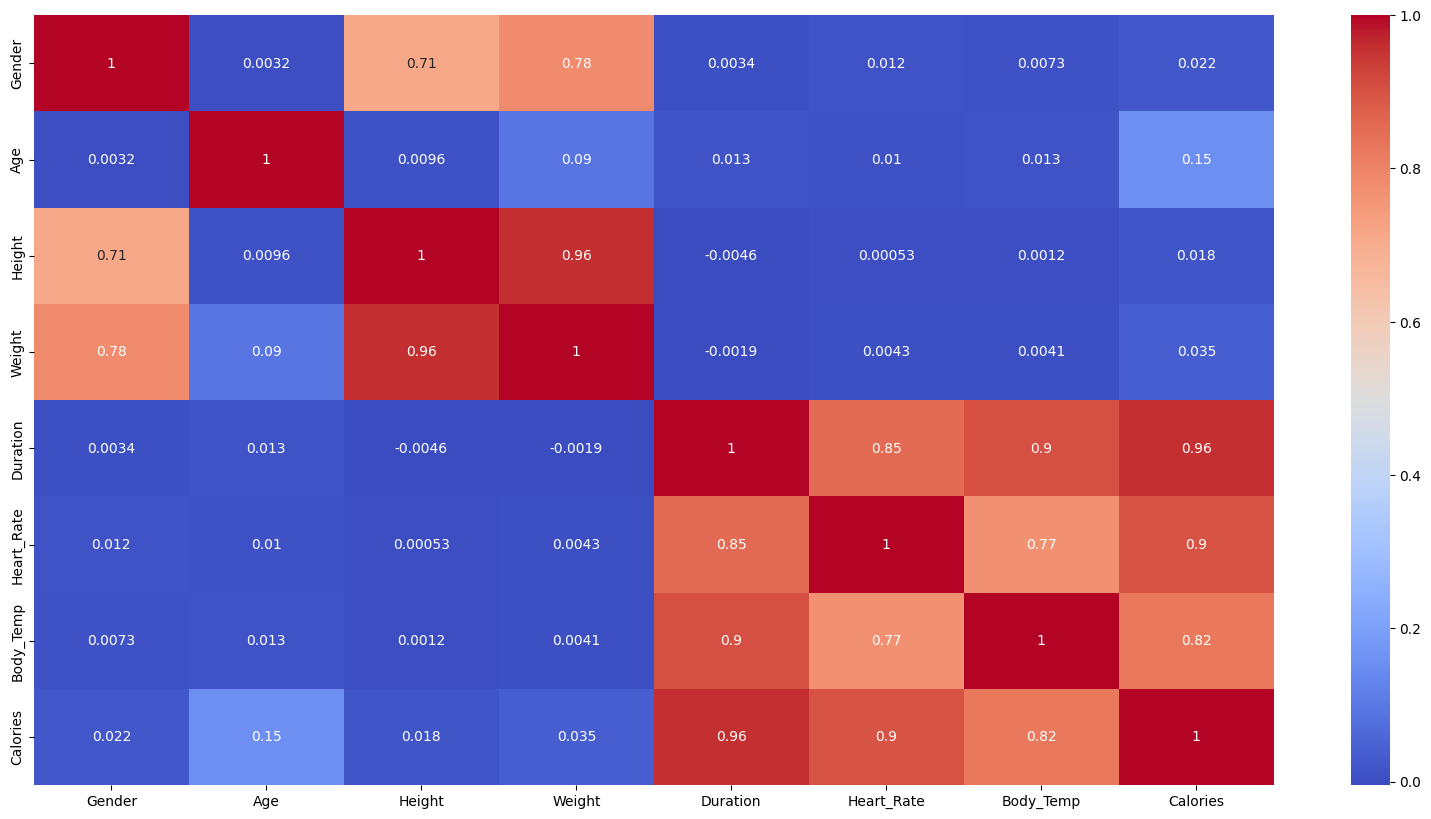 Gender 1 0.0032 0.71 0.78 0.0034 0.012 0.0073 0.022
Age 0.0032 1 0.0096 0.09 0.013 0.01 0.013 0.15
Height 0.71 0.0096 1 0.96 -0.0046 0.00053 0.0012 0.018
Weight 0.78 0.09 0.96 1 -0.0019 0.0043 0.0041 0.035
Duration 0.0034 0.013 -0.0046 -0.0019 1 0.85 0.9 0.96
Heart_Rate 0.012 0.01 0.00053 0.0043 0.85 1 0.77 0.9
Body_Temp 0.0073 0.013 0.0012 0.0041 0.9 0.77 1 0.82
Calories 0.022 0.15 0.018 0.035 0.96 0.9 0.82 1
Gender Age Height Weight Duration Heart_Rate Body_Temp Calories
1.0
0.8
0.6
0.4
0.2
0.0